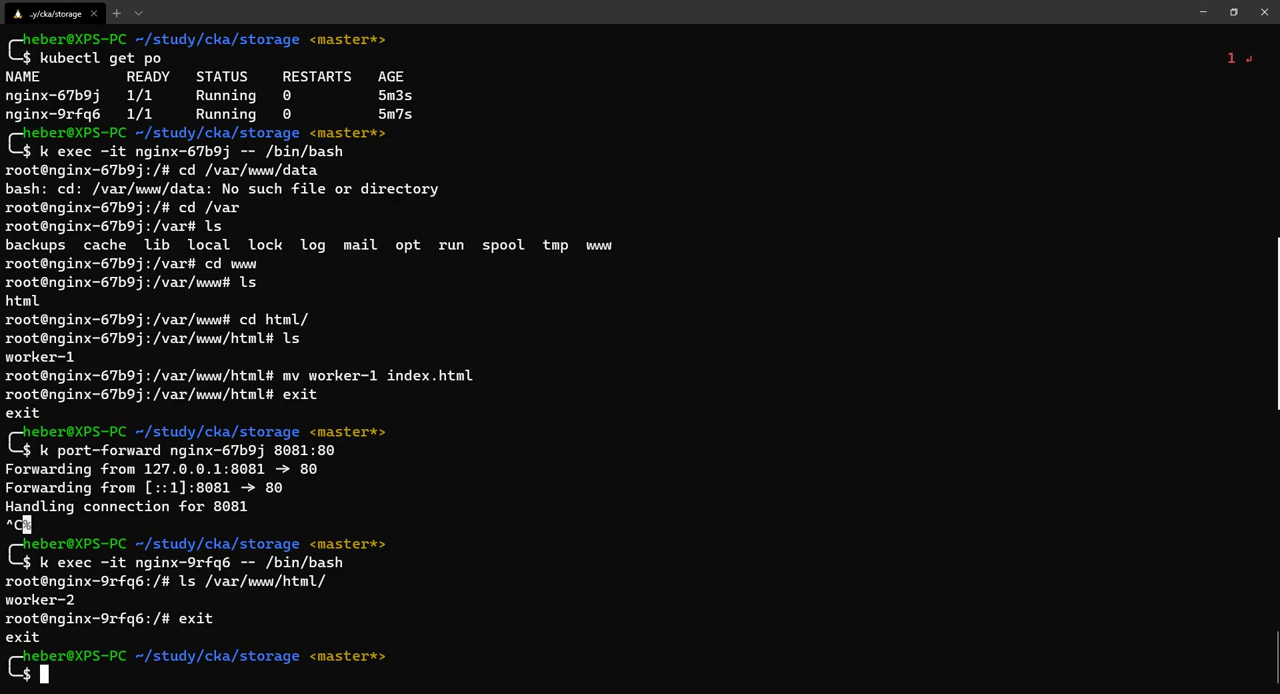 ..y/cka/storage
heber@XPS-PC ~/study/cka/storage <master*>
$ kubectl get po 1 ↵
NAME READY STATUS RESTARTS AGE
nginx-67b9j 1/1 Running 0 5m3s
nginx-9rfq6 1/1 Running 0 5m7s
heber@XPS-PC ~/study/cka/storage <master*>
$ k exec -it nginx-67b9j -- /bin/bash
root@nginx-67b9j:/# cd /var/www/data
bash: cd: /var/www/data: No such file or directory
root@nginx-67b9j:/# cd /var
root@nginx-67b9j:/var# ls
backups cache lib local lock log mail opt run spool tmp www
root@nginx-67b9j:/var# cd www
root@nginx-67b9j:/var/www# ls
html
root@nginx-67b9j:/var/www# cd html/
root@nginx-67b9j:/var/www/html# ls
worker-1
root@nginx-67b9j:/var/www/html# mv worker-1 index.html
root@nginx-67b9j:/var/www/html# exit
exit
heber@XPS-PC ~/study/cka/storage <master*>
$ k port-forward nginx-67b9j 8081:80
Forwarding from 127.0.0.1:8081 -> 80
Forwarding from [::1]:8081 -> 80
Handling connection for 8081
^C%
heber@XPS-PC ~/study/cka/storage <master*>
$ k exec -it nginx-9rfq6 -- /bin/bash
root@nginx-9rfq6:/# ls /var/www/html/
worker-2
root@nginx-9rfq6:/# exit
exit
heber@XPS-PC ~/study/cka/storage <master*>
$